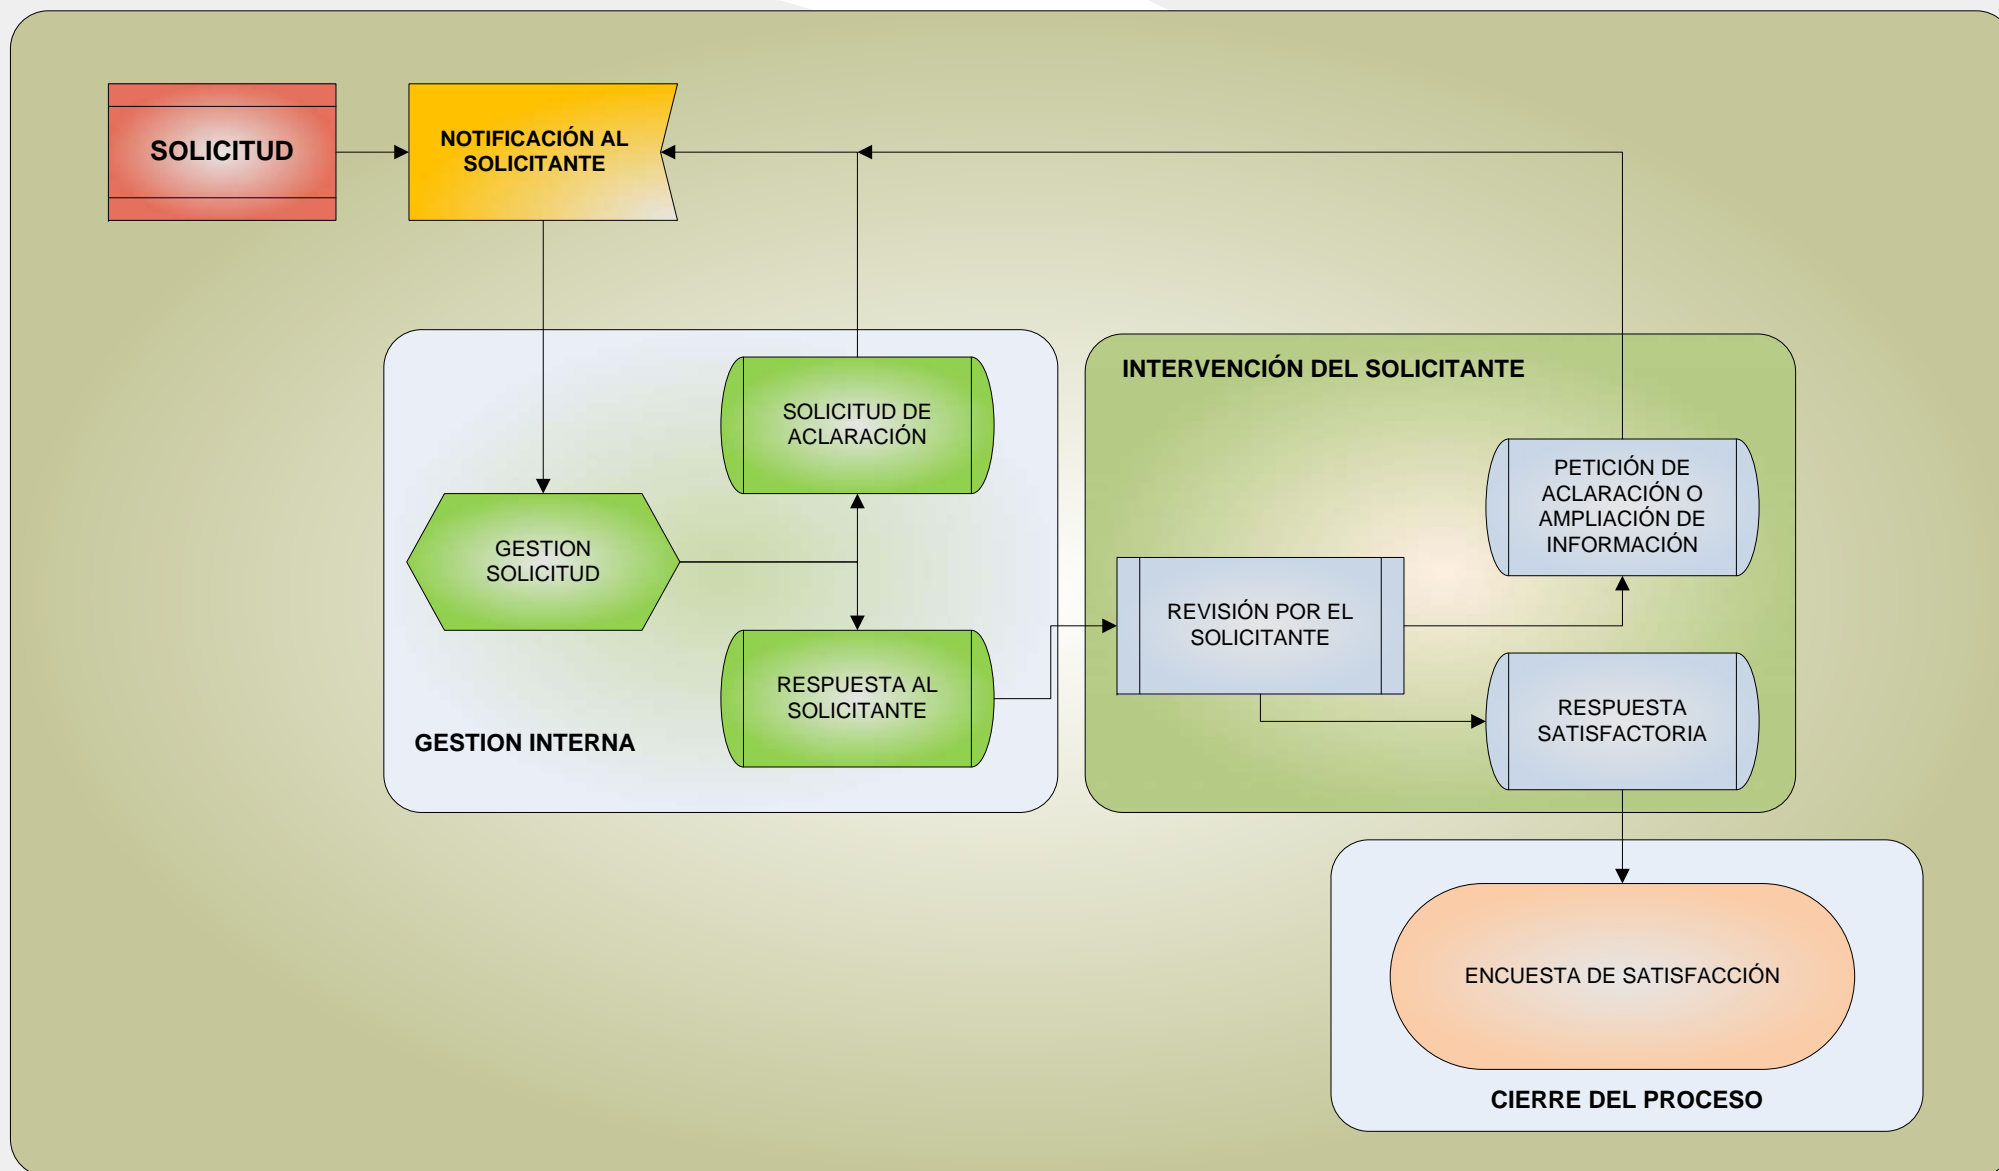 SOLICITUD
NOTIFICACIÓN AL
SOLICITANTE
SOLICITUD DE
ACLARACIÓN
GESTION
SOLICITUD
RESPUESTA AL
SOLICITANTE
GESTION INTERNA
INTERVENCIÓN DEL SOLICITANTE
PETICIÓN DE
ACLARACIÓN O
AMPLIACIÓN DE
INFORMACIÓN
REVISIÓN POR EL
SOLICITANTE
RESPUESTA
SATISFACTORIA
ENCUESTA DE SATISFACCIÓN
CIERRE DEL PROCESO